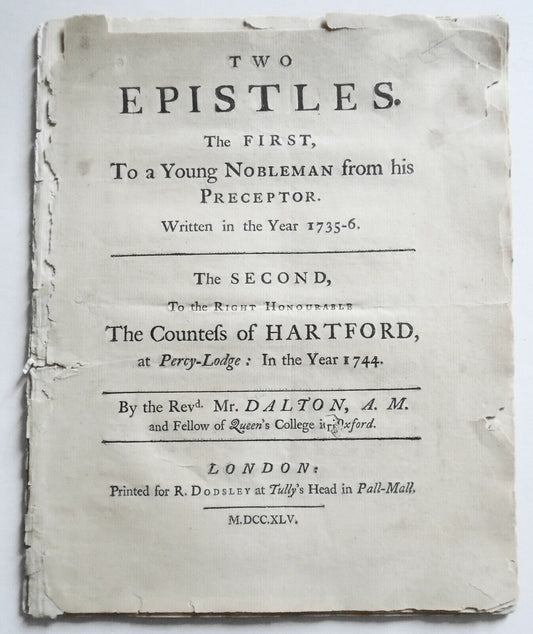 TWO
EPISTLES.
The FIRST,
To a Young NOBLEMAN from his
PRECEPTOR.
Written in the Year 1735-6.
The SECOND,
To the RIGHT HONOURABLE
The Counteſs of HARTFORD,
at Percy-Lodge: In the Year 1744.
By the Revd. Mr. DALTON, A. M.
and Fellow of Queen's College in Oxford.
LONDON:
Printed for R. DODSLEY at Tully's Head in Pall-Mall.
M.DCC.XLV.